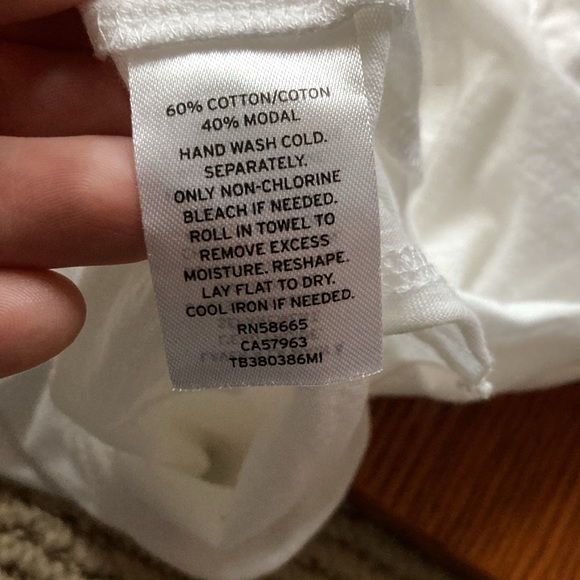 60% COTTON/COTON
40% MODAL
HAND WASH COLD.
SEPARATELY.
ONLY NON-CHLORINE
BLEACH IF NEEDED.
ROLL IN TOWEL TO
REMOVE EXCESS
MOISTURE. RESHAPE.
LAY FLAT TO DRY.
COOL IRON IF NEEDED.
RN58665
CA57963
TB380386MI